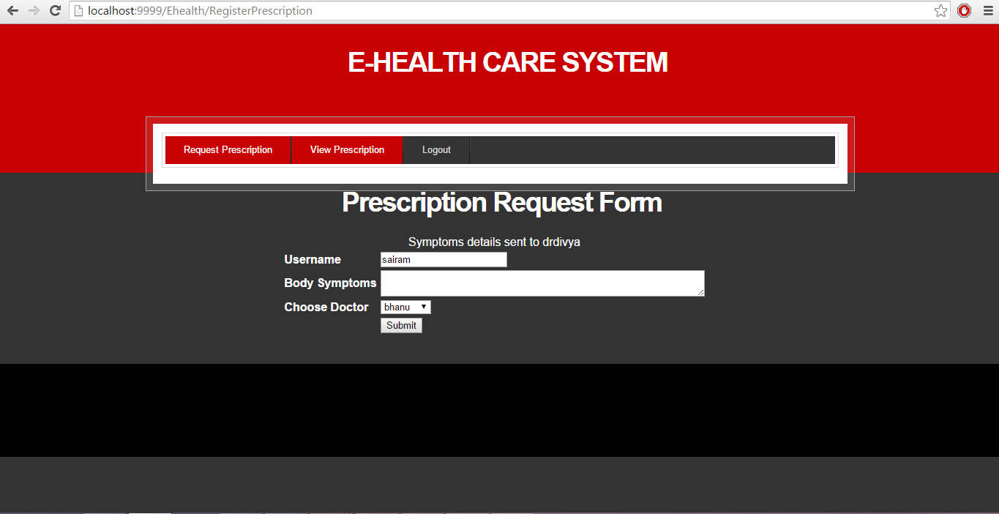 localhost:9999/Ehealth/RegisterPrescription
E-HEALTH CARE SYSTEM
Request Prescription View Prescription Logout
Prescription Request Form
Symptoms details sent to drdivya
Username sairam
Body Symptoms
Choose Doctor bhanu
Submit